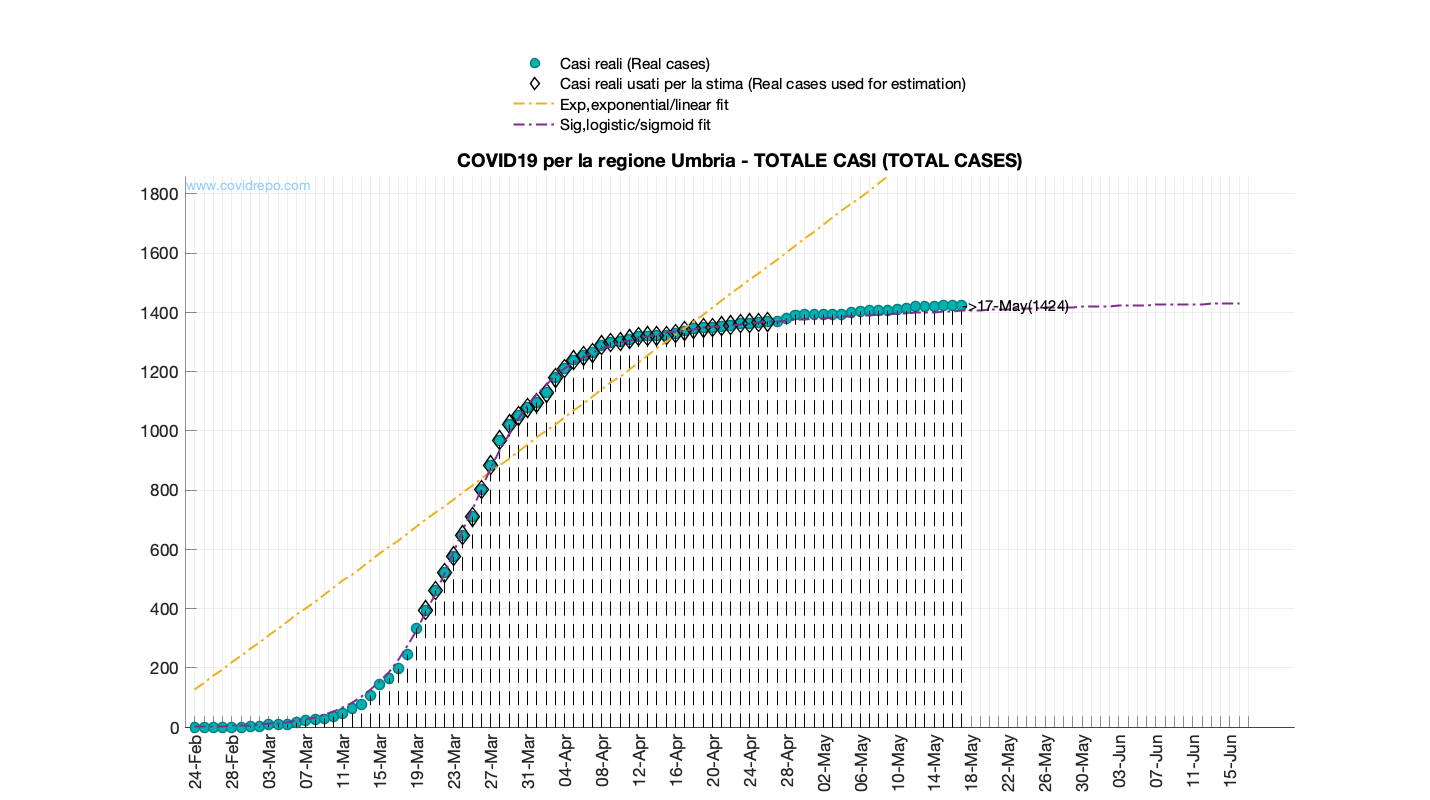 Casi reali (Real cases)
Casi reali usati per la stima (Real cases used for estimation)
Exp,exponential/linear fit
Sig,logistic/sigmoid fit
COVID19 per la regione Umbria - TOTALE CASI (TOTAL CASES)
www.covidrepo.com
1800
1600
1400
1200
1000
800
600
400
200
0
->17-May(1424)
24-Feb
28-Feb
03-Mar
07-Mar
11-Mar
15-Mar
19-Mar
23-Mar
27-Mar
31-Mar
04-Apr
08-Apr
12-Apr
16-Apr
20-Apr
24-Apr
28-Apr
02-May
06-May
10-May
14-May
18-May
22-May
26-May
30-May
03-Jun
07-Jun
11-Jun
15-Jun